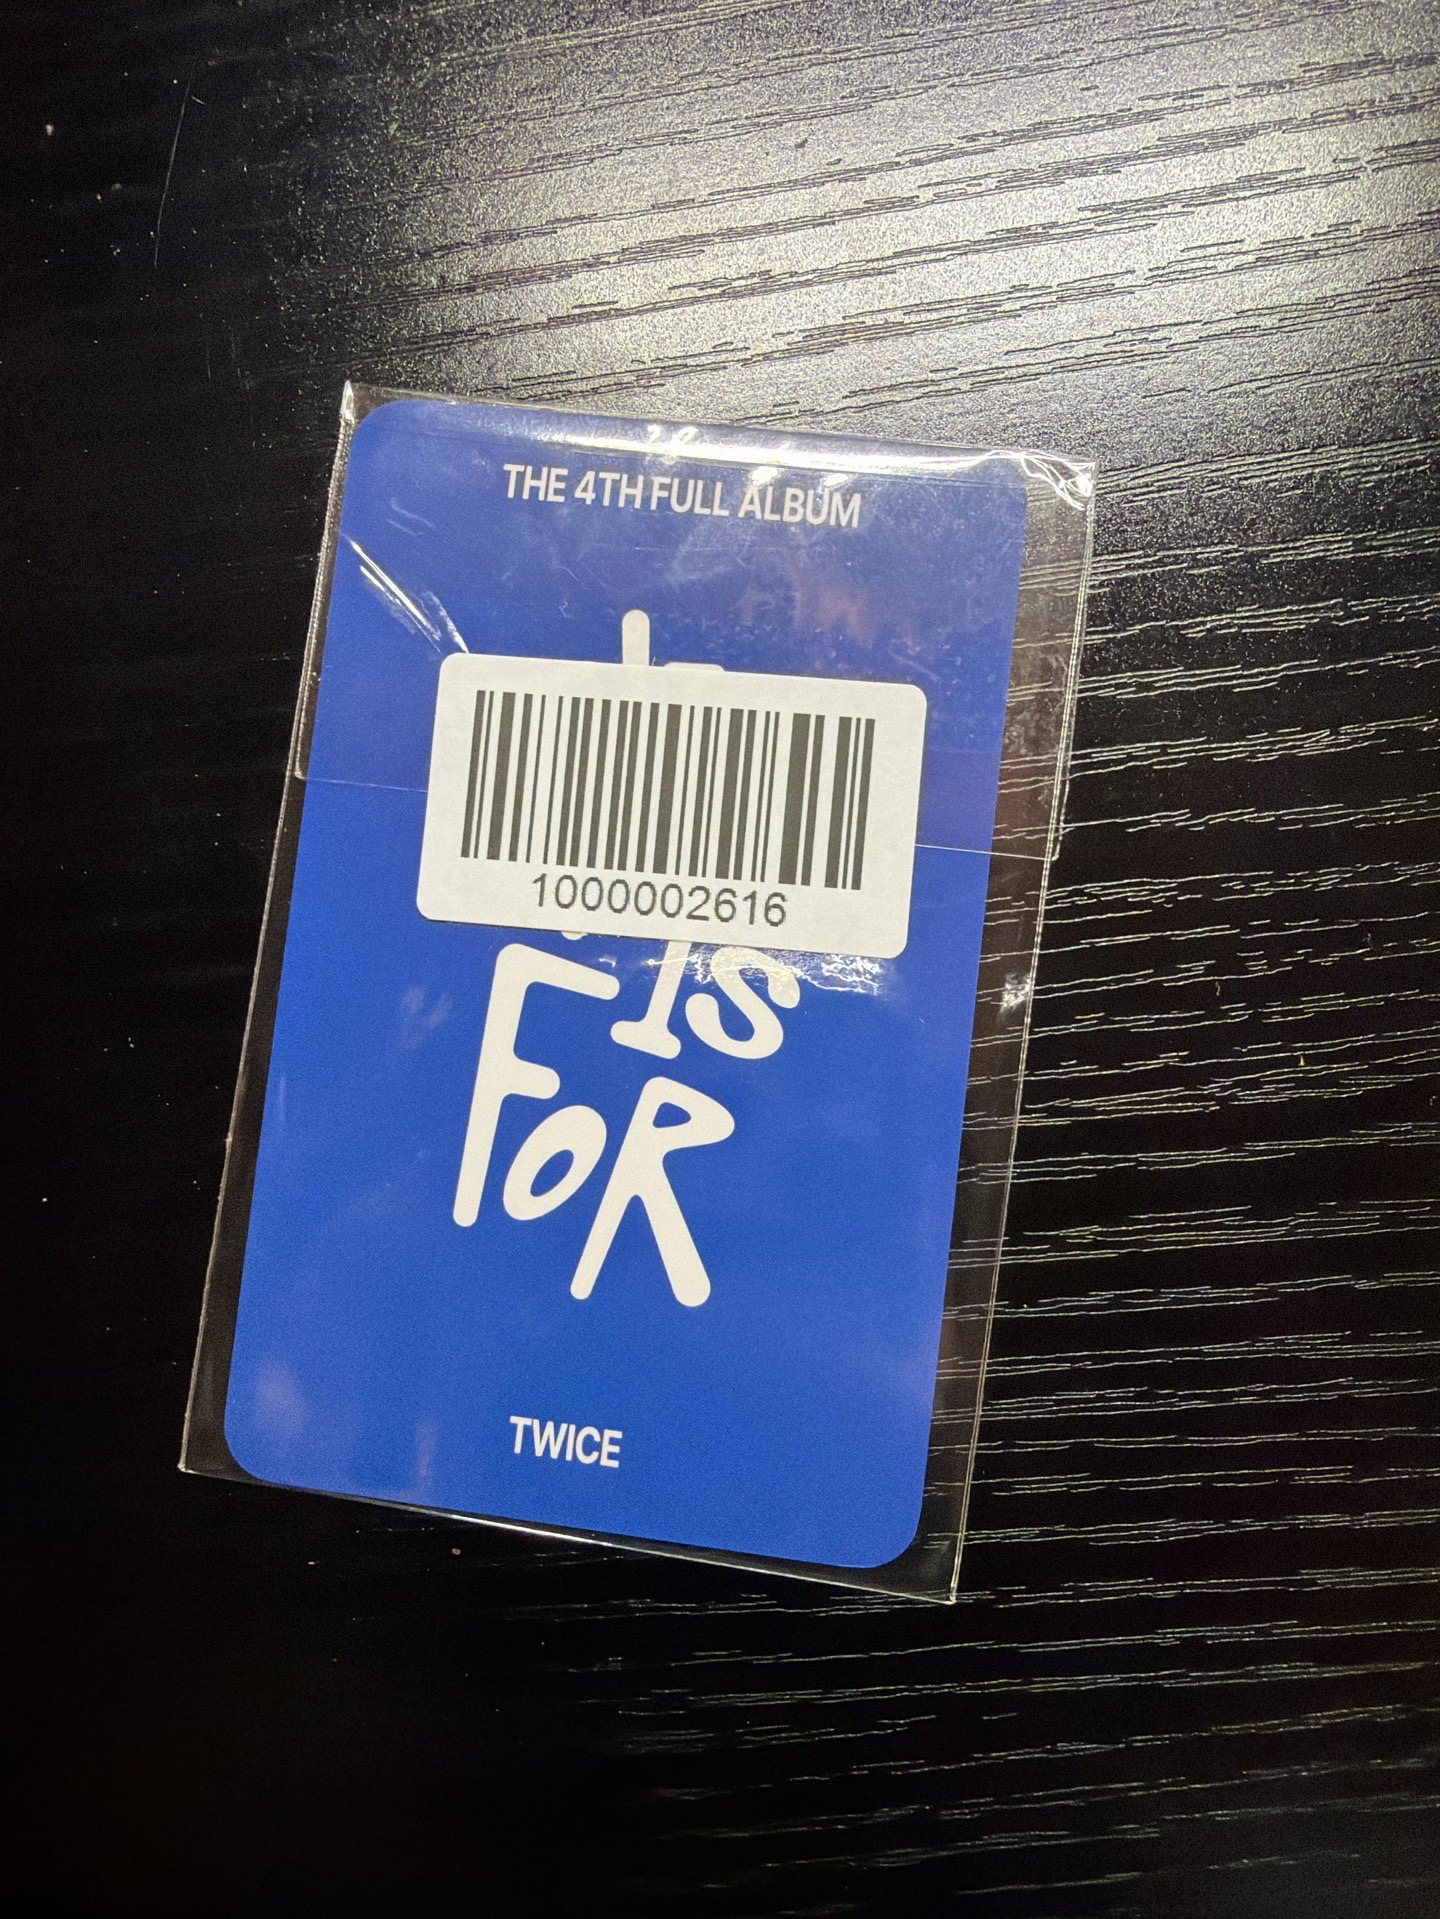 THE 4TH FULL ALBUM
1000002616
IS
FOR
TWICE